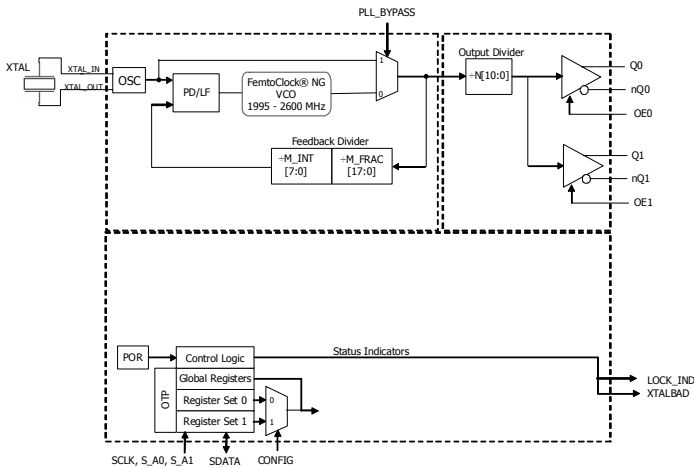 PLL_BYPASS
XTAL
XTAL_IN
XTAL_OUT
OSC
PD/LF
FemtoClock® NG
VCO
1995 - 2600 MHz
1
0
Output Divider
÷N[10:0]
Q0
nQ0
OE0
Q1
nQ1
OE1
Feedback Divider
÷M_INT
[7:0]
÷M_FRAC
[17:0]
POR
Control Logic
Status Indicators
OTP
Global Registers
Register Set 0
Register Set 1
0
1
LOCK_IND
XTALBAD
SCLK, S_A0, S_A1
SDATA
CONFIG